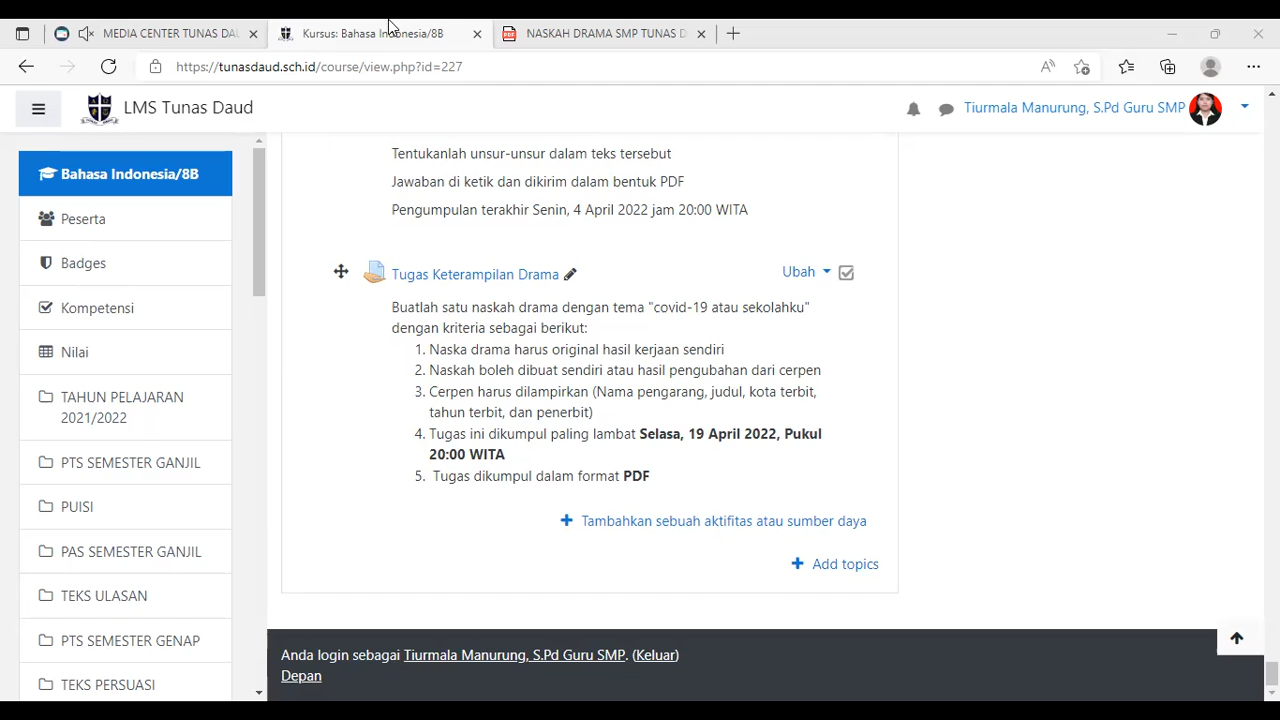 MEDIA CENTER TUNAS DA
Kursus: Bahasa Indonesia/8B
NASKAH DRAMA SMP TUNAS D
https://tunasdaud.sch.id/course/view.php?id=227
LMS Tunas Daud
Tiurmala Manurung, S.Pd Guru SMP
Bahasa Indonesia/8B
Peserta
Badges
Kompetensi
Nilai
TAHUN PELAJARAN
2021/2022
PTS SEMESTER GANJIL
PUISI
PAS SEMESTER GANJIL
TEKS ULASAN
PTS SEMESTER GENAP
TEKS PERSUASI
Tentukanlah unsur-unsur dalam teks tersebut
Jawaban di ketik dan dikirim dalam bentuk PDF
Pengumpulan terakhir Senin, 4 April 2022 jam 20:00 WITA
Tugas Keterampilan Drama
Ubah
Buatlah satu naskah drama dengan tema "covid-19 atau sekolahku"
dengan kriteria sebagai berikut:
1. Naska drama harus original hasil kerjaan sendiri
2. Naskah boleh dibuat sendiri atau hasil pengubahan dari cerpen
3. Cerpen harus dilampirkan (Nama pengarang, judul, kota terbit,
tahun terbit, dan penerbit)
4. Tugas ini dikumpul paling lambat Selasa, 19 April 2022, Pukul
20:00 WITA
5. Tugas dikumpul dalam format PDF
Tambahkan sebuah aktifitas atau sumber daya
Add topics
Anda login sebagai Tiurmala Manurung, S.Pd Guru SMP. (Keluar)
Depan